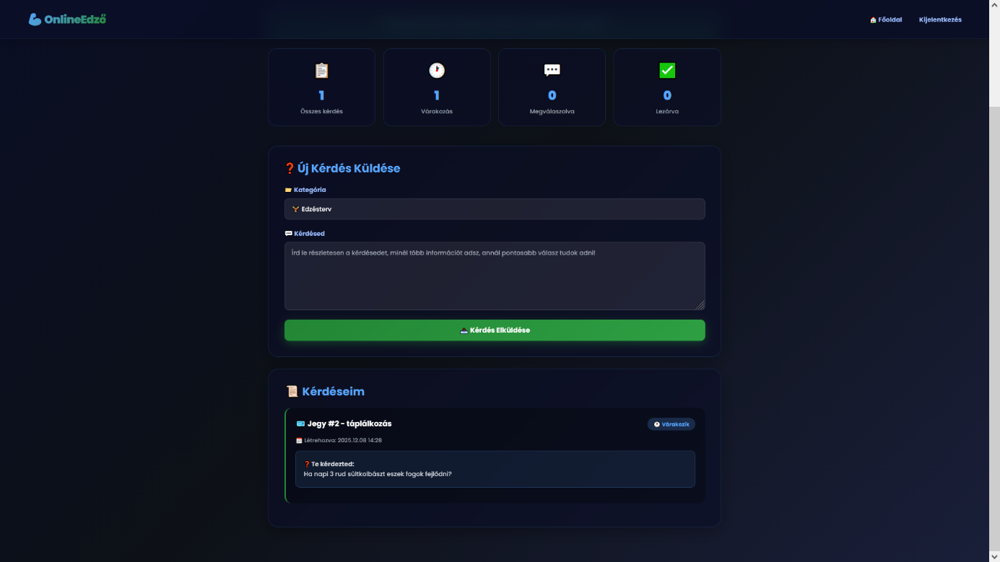 OnlineEdző
Főoldal
Kijelentkezés
1
Összes kérdés
1
Várakozás
0
Megválaszolva
0
Lezárva
Új Kérdés Küldése
Kategória
Edzésterv
Kérdésed
Írd le részletesen a kérdésedet, minél több információt adsz, annál pontosabb választ tudok adni!
Kérdés Elküldése
Kérdéseim
Jegy #2 - táplálkozás
Várakozik
Létrehozva: 2025.12.08 14:28
Te kérdezted:
Ha napi 3 rud sültkolbászt eszek fogok fejlődni?